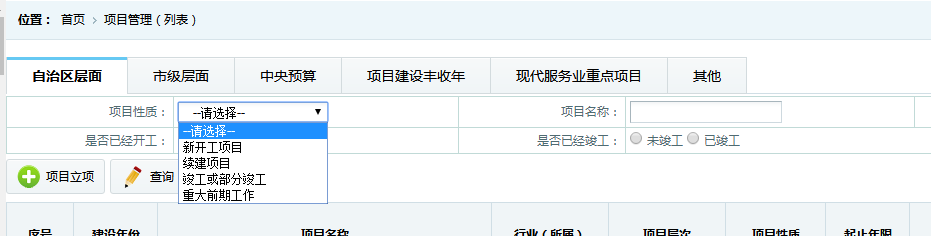 位置： 首页 > 项目管理（列表）
自治区层面 市级层面 中央预算 项目建设丰收年 现代服务业重点项目 其他
项目性质： --请选择-- 项目名称：
--请选择--
是否已经开工： 新开工项目 是否已经竣工： 未竣工 已竣工
续建项目
项目立项 查询 竣工或部分竣工
重大前期工作
序号 建设年份 项目名称 行业（所属） 项目层次 项目性质 起止年限